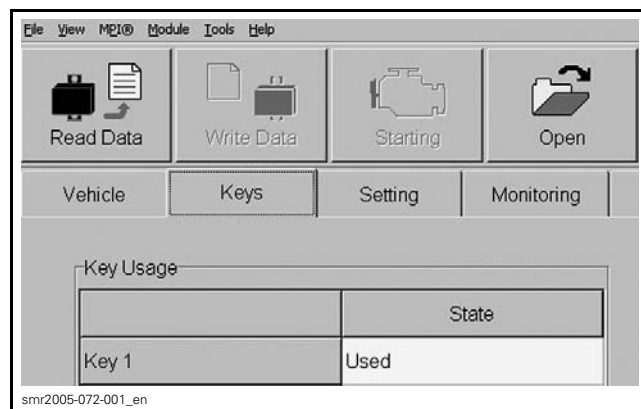 File View MPI® Module Tools Help
Read Data Write Data Starting Open
Vehicle Keys Setting Monitoring
Key Usage
State
Key 1 Used
smr2005-072-001_en